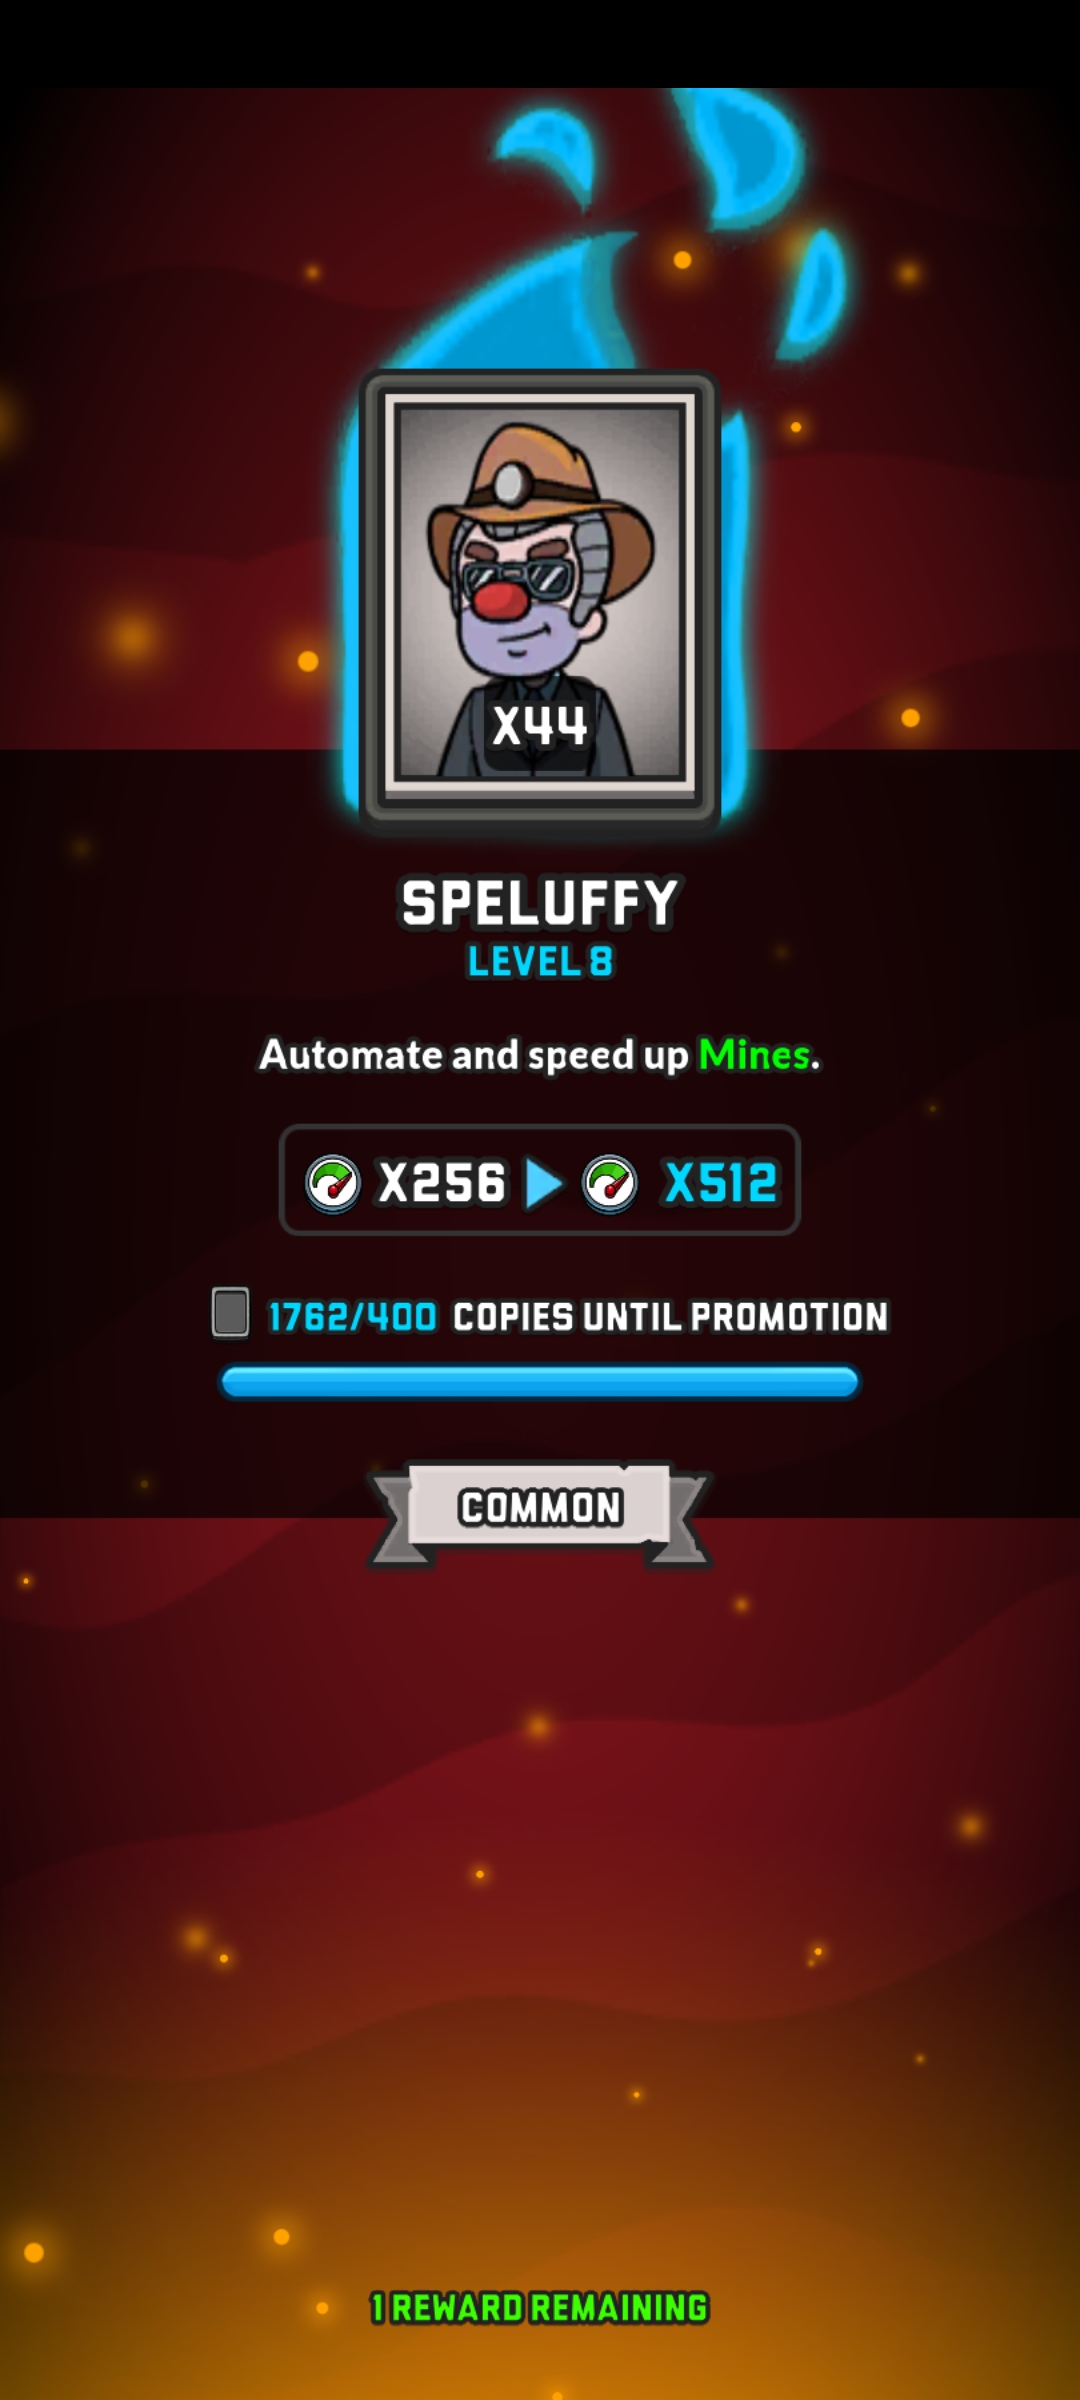 X44
SPELUFFY
LEVEL 8
Automate and speed up Mines.
X256 X512
1762/400 COPIES UNTIL PROMOTION
COMMON
1 REWARD REMAINING